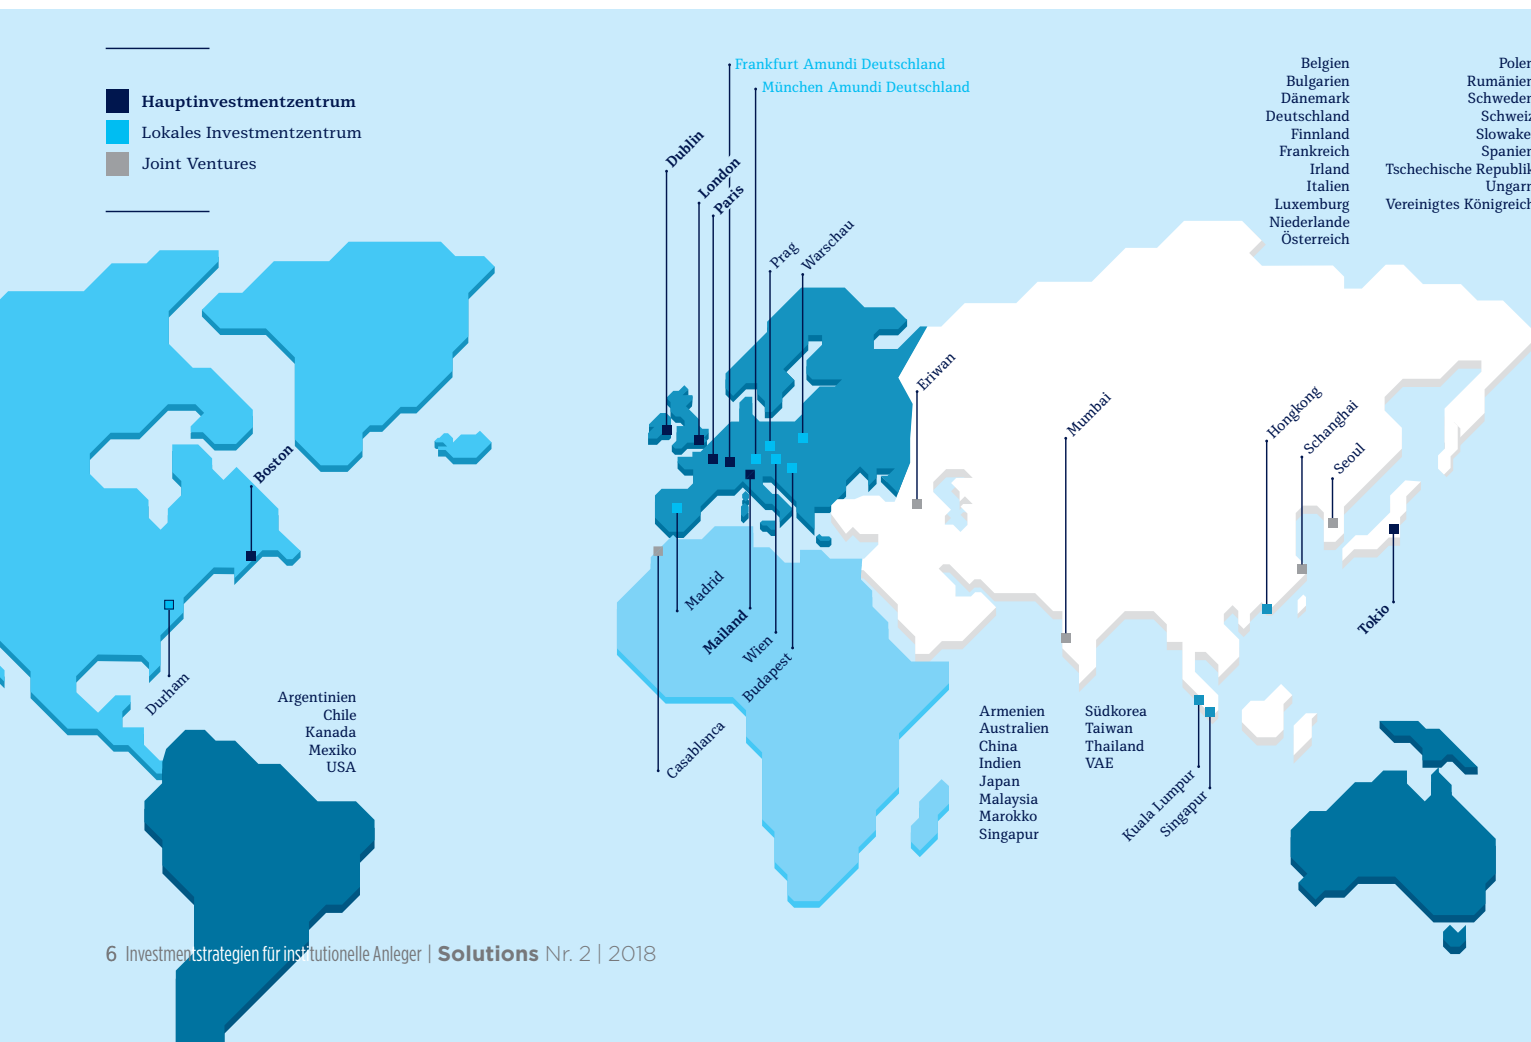 Hauptinvestmentzentrum
Lokales Investmentzentrum
Joint Ventures
Frankfurt Amundi Deutschland
München Amundi Deutschland
Dublin
London
Paris
Prag
Warschau
Belgien
Bulgarien
Dänemark
Deutschland
Finnland
Frankreich
Irland
Italien
Luxemburg
Niederlande
Österreich
Polen
Rumänien
Schweden
Schweiz
Slowake
Spanien
Tschechische Republik
Ungarn
Vereinigtes Königreich
Eriwan
Mumbai
Hongkong
Schanghai
Seoul
Boston
Durham
Madrid
Mailand
Wien
Budapest
Casablanca
Tokio
Kuala Lumpur
Singapur
Argentinien
Chile
Kanada
Mexiko
USA
Armenien
Australien
China
Indien
Japan
Malaysia
Marokko
Singapur
Südkorea
Taiwan
Thailand
VAE
6 Investmentstrategien für institutionelle Anleger | Solutions Nr. 2 | 2018